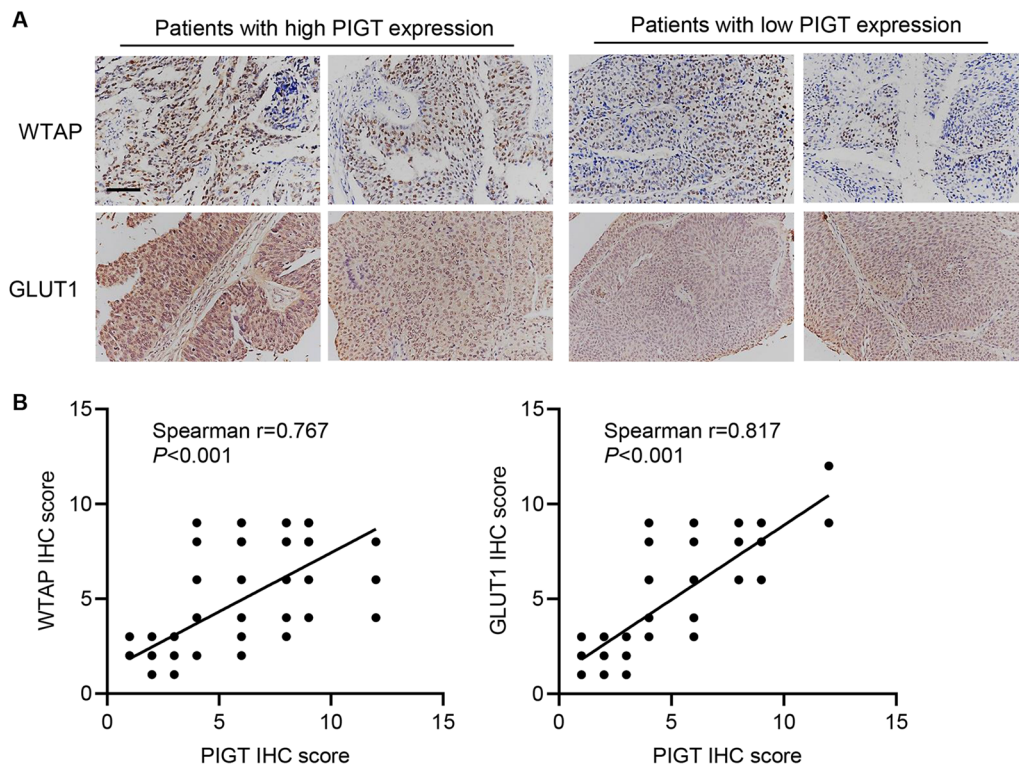 A
Patients with high PIGT expression
Patients with low PIGT expression
WTAP
GLUT1
B
15
10
5
0
0
5
10
15
WTAP IHC score
PIGT IHC score
Spearman r=0.767
P<0.001
15
10
5
0
0
5
10
15
GLUT1 IHC score
PIGT IHC score
Spearman r=0.817
P<0.001